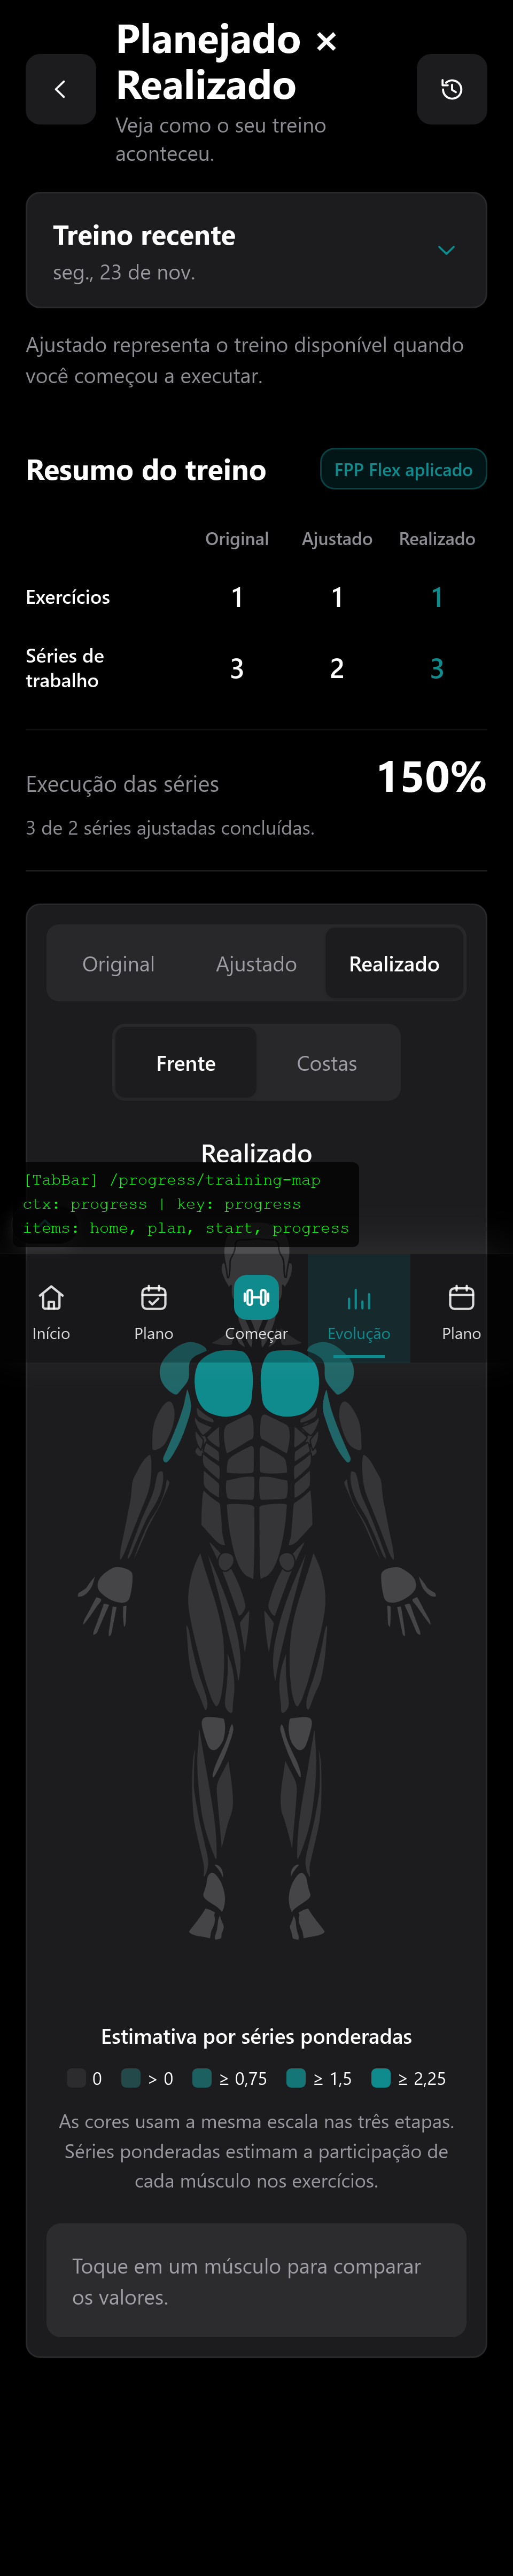 Planejado ×
Realizado
Veja como o seu treino
aconteceu.
Treino recente
seg., 23 de nov.
Ajustado representa o treino disponível quando
você começou a executar.
Resumo do treino
FPP Flex aplicado
Original Ajustado Realizado
Exercícios 1 1 1
Séries de
trabalho 3 2 3
Execução das séries 150%
3 de 2 séries ajustadas concluídas.
Original Ajustado Realizado
Frente Costas
Realizado
[TabBar] /progress/training-map
ctx: progress | key: progress
items: home, plan, start, progress
Início Plano Começar Evolução Plano
Estimativa por séries ponderadas
0 > 0 ≥ 0,75 ≥ 1,5 ≥ 2,25
As cores usam a mesma escala nas três etapas.
Séries ponderadas estimam a participação de
cada músculo nos exercícios.
Toque em um músculo para comparar
os valores.